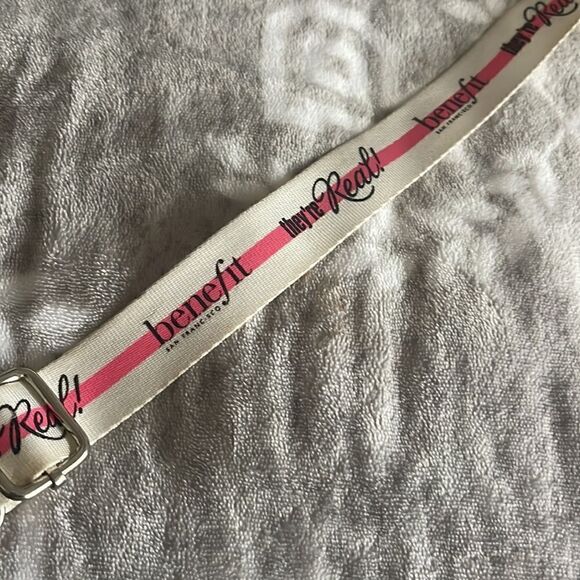 Real!
benefit
SAN FRANCISCO
they're Real!
benefit
SAN FRANCISCO
they're Real!